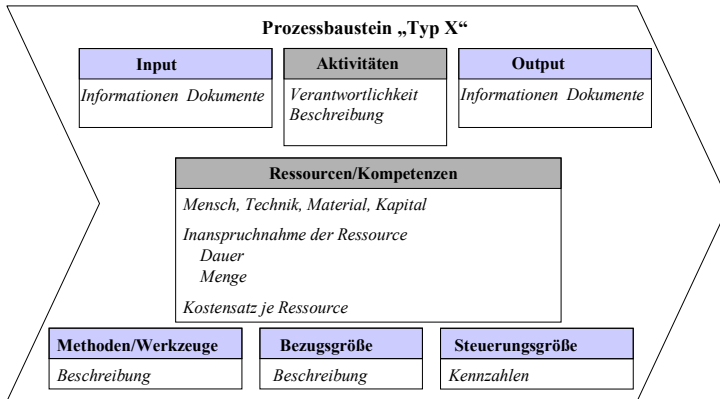 Prozessbaustein „Typ X“
Input
Informationen Dokumente
Aktivitäten
Verantwortlichkeit
Beschreibung
Output
Informationen Dokumente
Ressourcen/Kompetenzen
Mensch, Technik, Material, Kapital
Inanspruchnahme der Ressource
Dauer
Menge
Kostensatz je Ressource
Methoden/Werkzeuge
Beschreibung
Bezugsgröße
Beschreibung
Steuerungsgröße
Kennzahlen